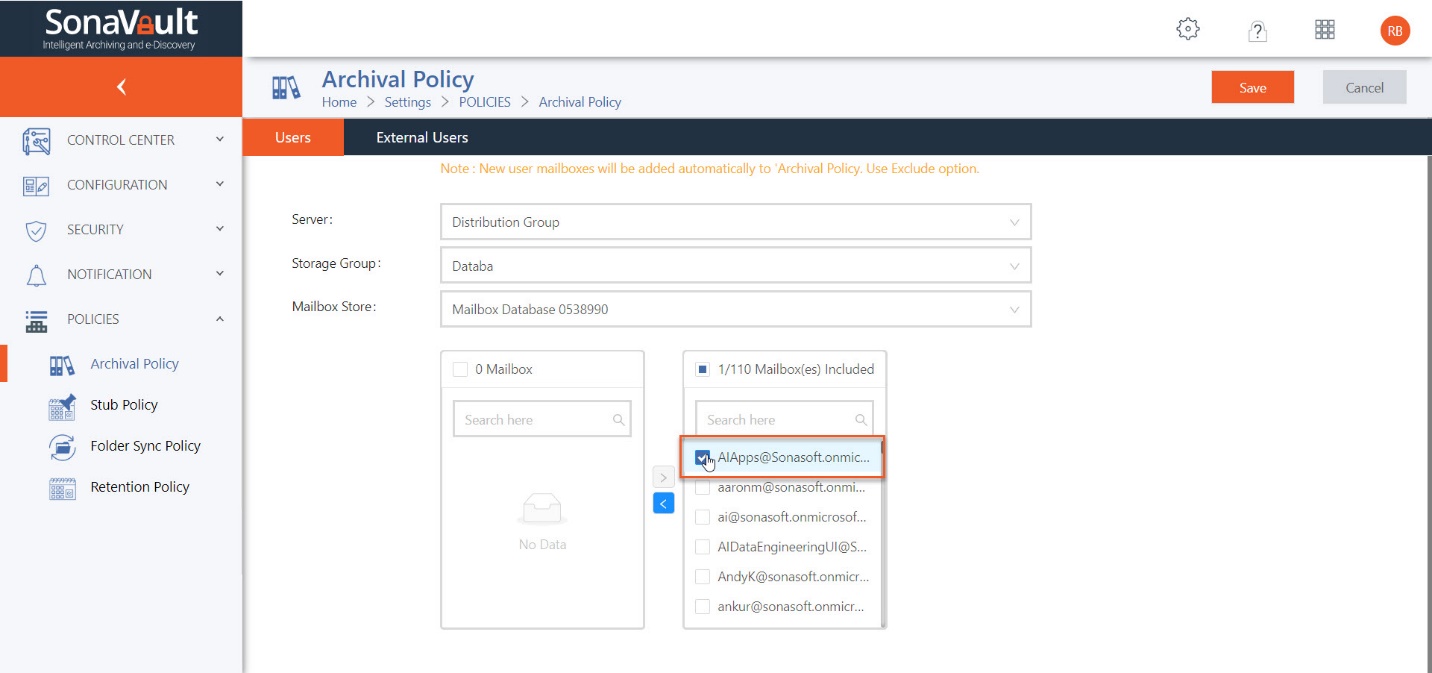 SonaVault
Intelligent Archiving and e-Discovery
?
RB
Archival Policy
Home > Settings > POLICIES > Archival Policy
Save
Cancel
CONTROL CENTER
CONFIGURATION
SECURITY
NOTIFICATION
POLICIES
Archival Policy
Stub Policy
Folder Sync Policy
Retention Policy
Users
External Users
Note : New user mailboxes will be added automatically to 'Archival Policy. Use Exclude option.
Server:
Distribution Group
Storage Group:
Databa
Mailbox Store:
Mailbox Database 0538990
0 Mailbox
Search here
No Data
>
<
1/110 Mailbox(es) Included
Search here
AIApps@Sonasoft.onmic...
aaronm@sonasoft.onmi...
ai@sonasoft.onmicrosof...
AIDataEngineeringUI@S...
AndyK@sonasoft.onmicr...
ankur@sonasoft.onmicr...